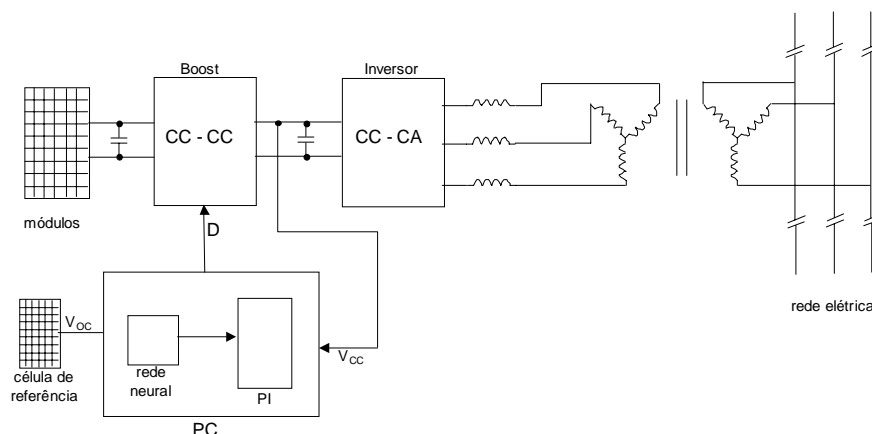 Boost
Inversor
CC - CC
CC - CA
módulos
D
rede elétrica
V_OC
V_CC
célula de
referência
rede
neural
PI
PC